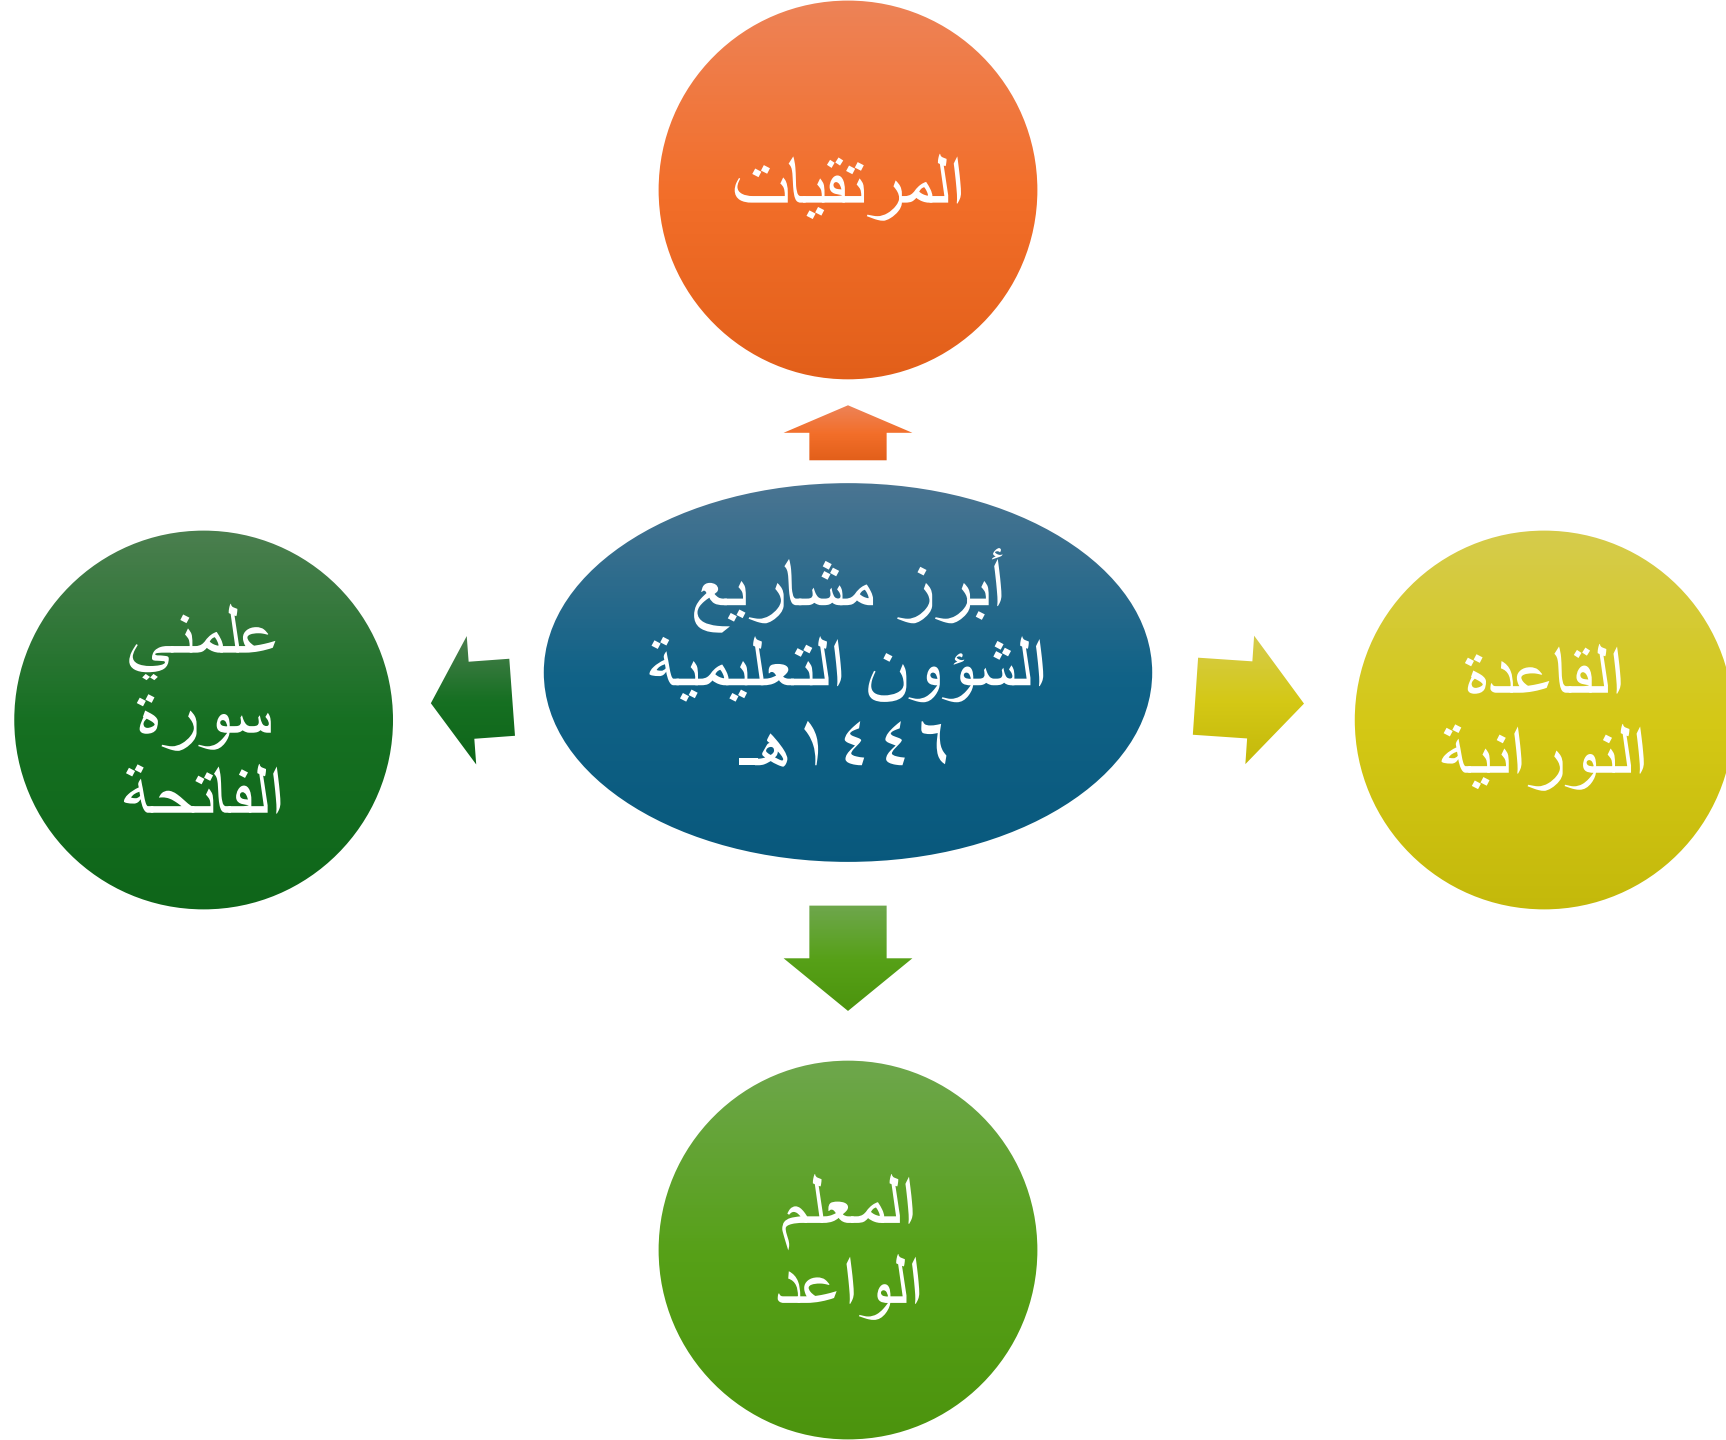 المرتقيات
أبرز مشاريع
الشؤون التعليمية
١٤٤٦هـ
القاعدة
النورانية
علمني
سورة
الفاتحة
المعلم
الواعد